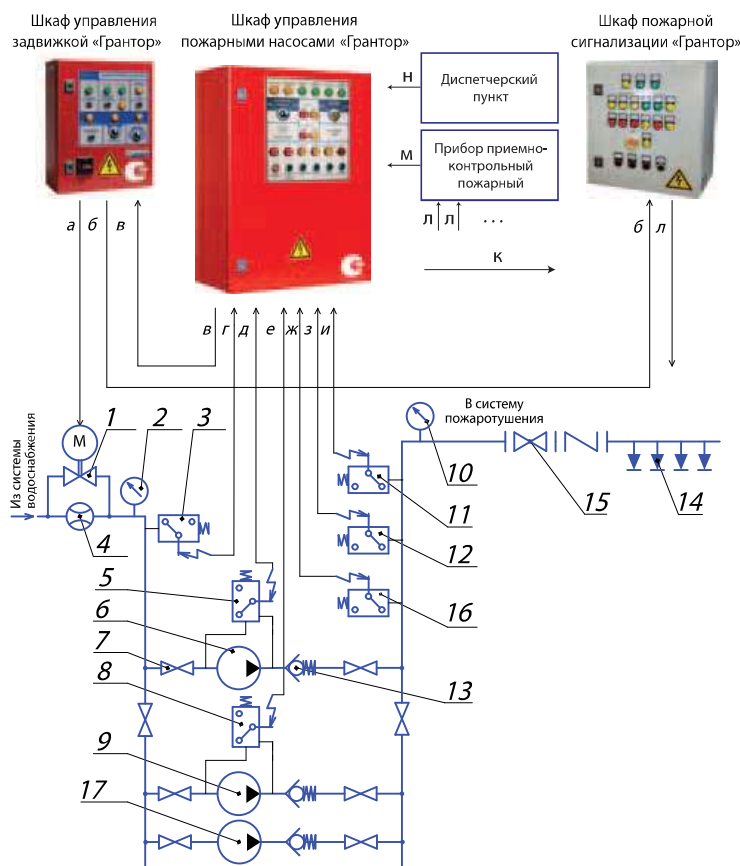 Шкаф управления
задвижкой «Грантор»
Шкаф управления
пожарными насосами «Грантор»
Шкаф пожарной
сигнализации «Грантор»
н
Диспетчерский
пункт
м
Прибор приемно-
контрольный
пожарный
л л ...
к
а б в
б л
в г д е ж з и
Из системы
водоснабжения
М
1
2
3
4
В систему
пожаротушения
10
11
12
14
15
16
5
6
7
8
13
9
17